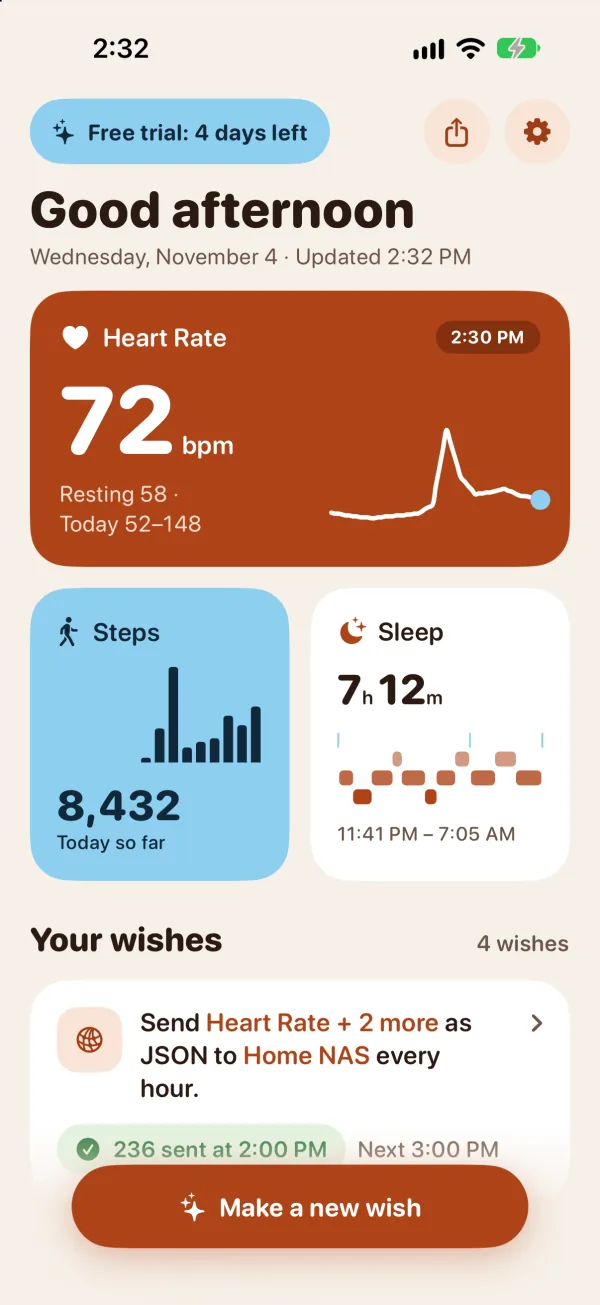 2:32
Free trial: 4 days left
Good afternoon
Wednesday, November 4 · Updated 2:32 PM
Heart Rate
2:30 PM
72 bpm
Resting 58 ·
Today 52–148
Steps
8,432
Today so far
Sleep
7h 12m
11:41 PM – 7:05 AM
Your wishes
4 wishes
Send Heart Rate + 2 more as
JSON to Home NAS every
hour.
236 sent at 2:00 PM
Next 3:00 PM
Make a new wish